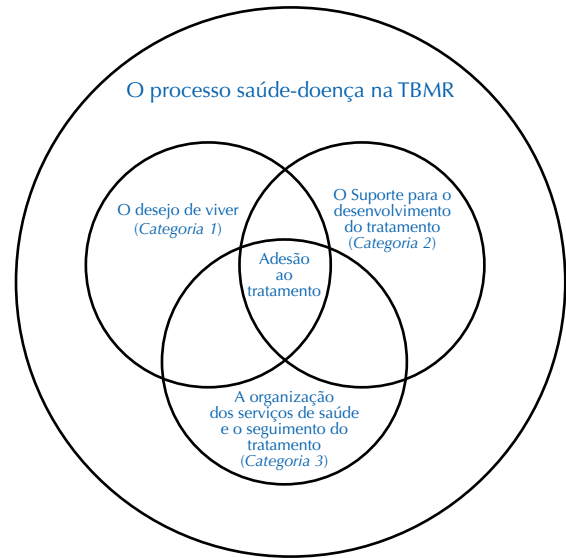 O processo saúde-doença na TBMR
O desejo de viver
(Categoria 1)
O Suporte para o
desenvolvimento
do tratamento
(Categoria 2)
Adesão
ao
tratamento
A organização
dos serviços de saúde
e o seguimento do
tratamento
(Categoria 3)